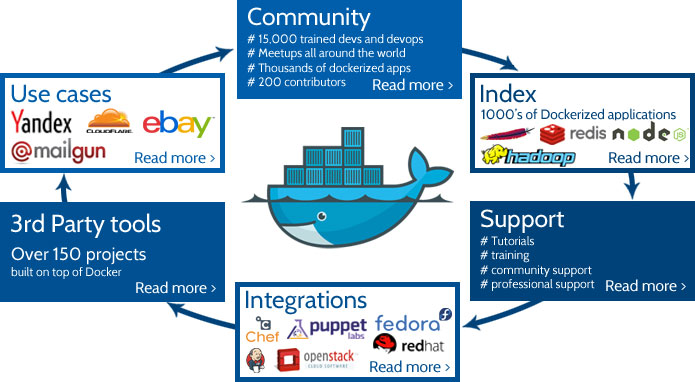 Community
# 15.000 trained devs and devops
# Meetups all around the world
# Thousands of dockerized apps
# 200 contributors
Read more >
Index
1000's of Dockerized applications
redis
node
JS
hadoop
Read more >
Support
# Tutorials
# training
# community support
# professional support
Read more >
Integrations
Chef
puppet
labs
fedora
redhat
openstack
CLOUD SOFTWARE
Read more >
3rd Party tools
Over 150 projects
built on top of Docker
Read more >
Use cases
Yandex
CLOUDFLARE
ebay
@mailgun
Read more >